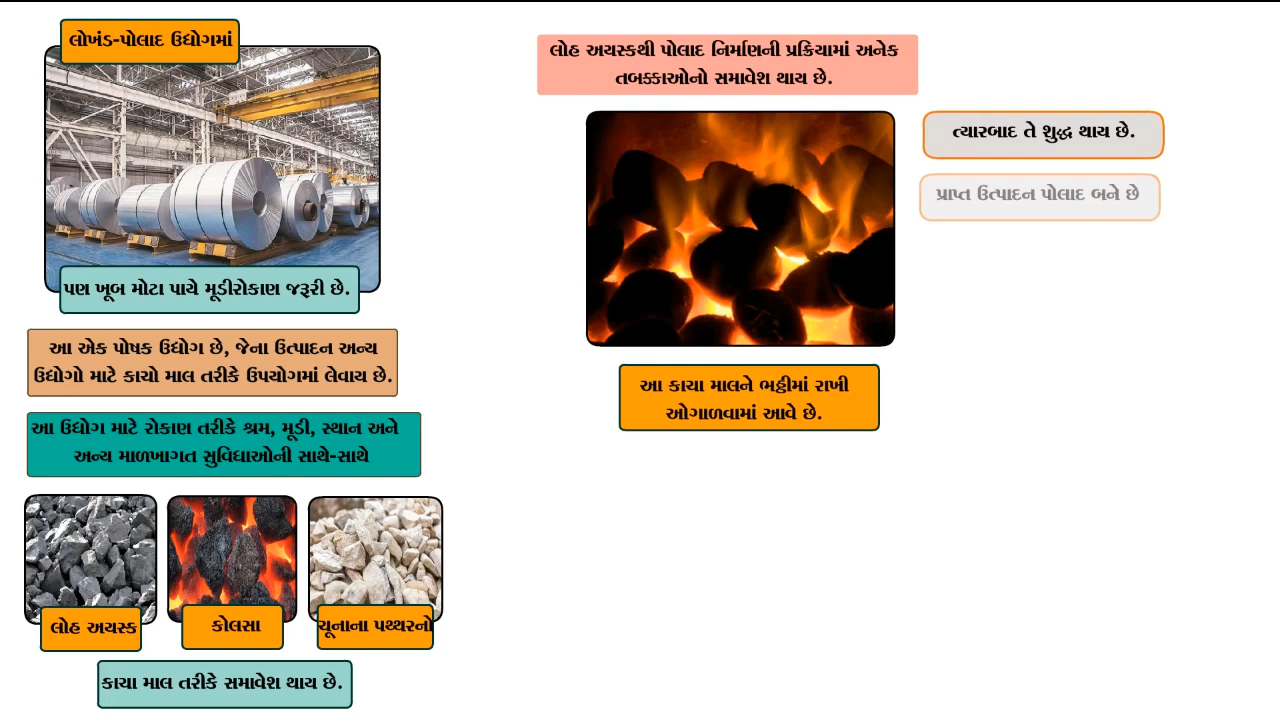 લોખંડ-પોલાદ ઉદ્યોગમાં
પણ ખૂબ મોટા પાયે મૂડીરોકાણ જરૂરી છે.
આ એક પોષક ઉદ્યોગ છે, જેના ઉત્પાદન અન્ય
ઉદ્યોગો માટે કાચો માલ તરીકે ઉપયોગમાં લેવાય છે.
આ ઉદ્યોગ માટે રોકાણ તરીકે શ્રમ, મૂડી, સ્થાન અને
અન્ય માળખાગત સુવિધાઓની સાથે-સાથે
લોહ અયસ્ક
કોલસા
ચૂનાના પથ્થરનો
કાચા માલ તરીકે સમાવેશ થાય છે.
લોહ અયસ્કથી પોલાદ નિર્માણની પ્રક્રિયામાં અનેક
તબક્કાઓનો સમાવેશ થાય છે.
આ કાચા માલને ભઠ્ઠીમાં રાખી
ઓગાળવામાં આવે છે.
ત્યારબાદ તે શુદ્ધ થાય છે.
પ્રાપ્ત ઉત્પાદન પોલાદ બને છે